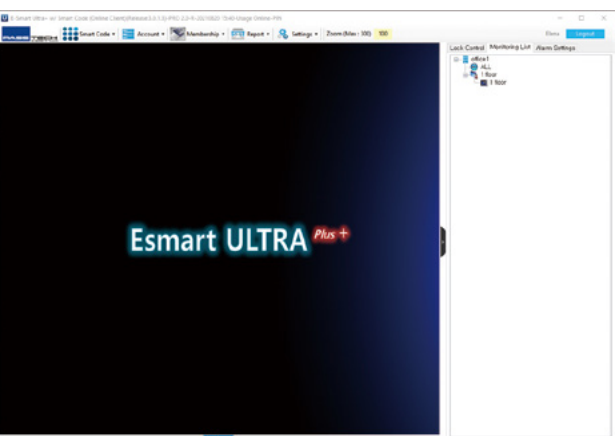 Smart Code Account Membership Report Settings Zoom (Max : 100) 100 Logout
Lock Control Monitoring List Alarm Settings
office1
ALL
1 floor
1 floor
Esmart ULTRA Plus +